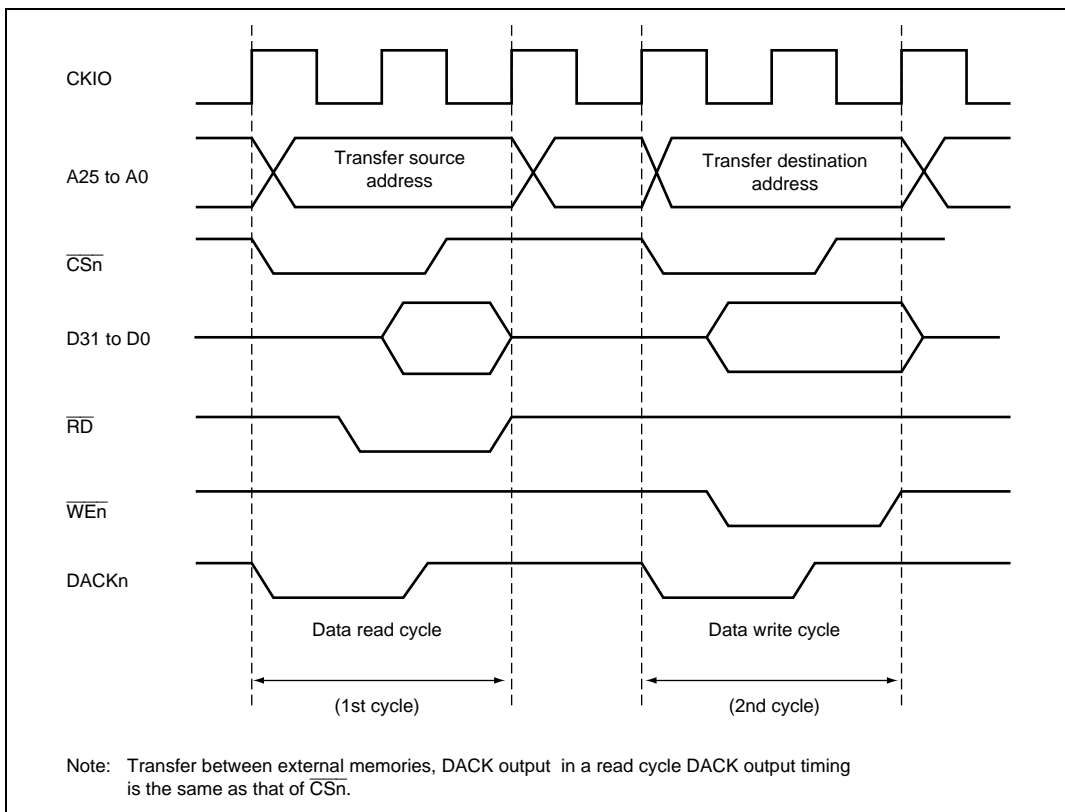 CKIO
A25 to A0
Transfer source
address
Transfer destination
address
CSn
D31 to D0
RD
WEn
DACKn
Data read cycle
Data write cycle
(1st cycle)
(2nd cycle)
Note: Transfer between external memories, DACK output in a read cycle DACK output timing
is the same as that of CSn.